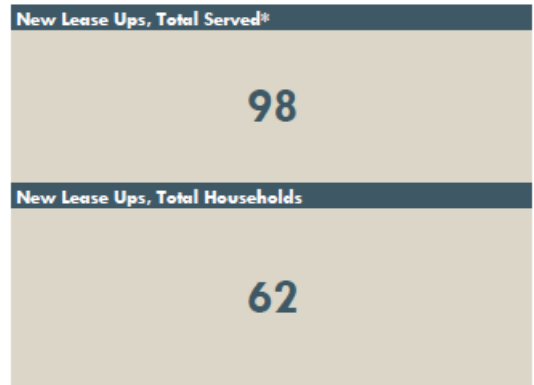 New Lease Ups, Total Served*
98
New Lease Ups, Total Households
62